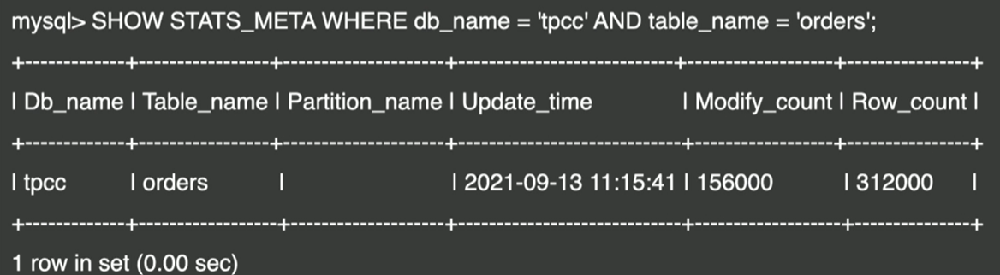 mysql> SHOW STATS_META WHERE db_name = 'tpcc' AND table_name = 'orders';
+-------------+----------------+---------------------+---------------------------+-------------------+----------------+
| Db_name | Table_name | Partition_name | Update_time | Modify_count | Row_count |
+-------------+----------------+---------------------+---------------------------+-------------------+----------------+
| tpcc | orders | | 2021-09-13 11:15:41 | 156000 | 312000 |
+-------------+----------------+---------------------+---------------------------+-------------------+----------------+
1 row in set (0.00 sec)